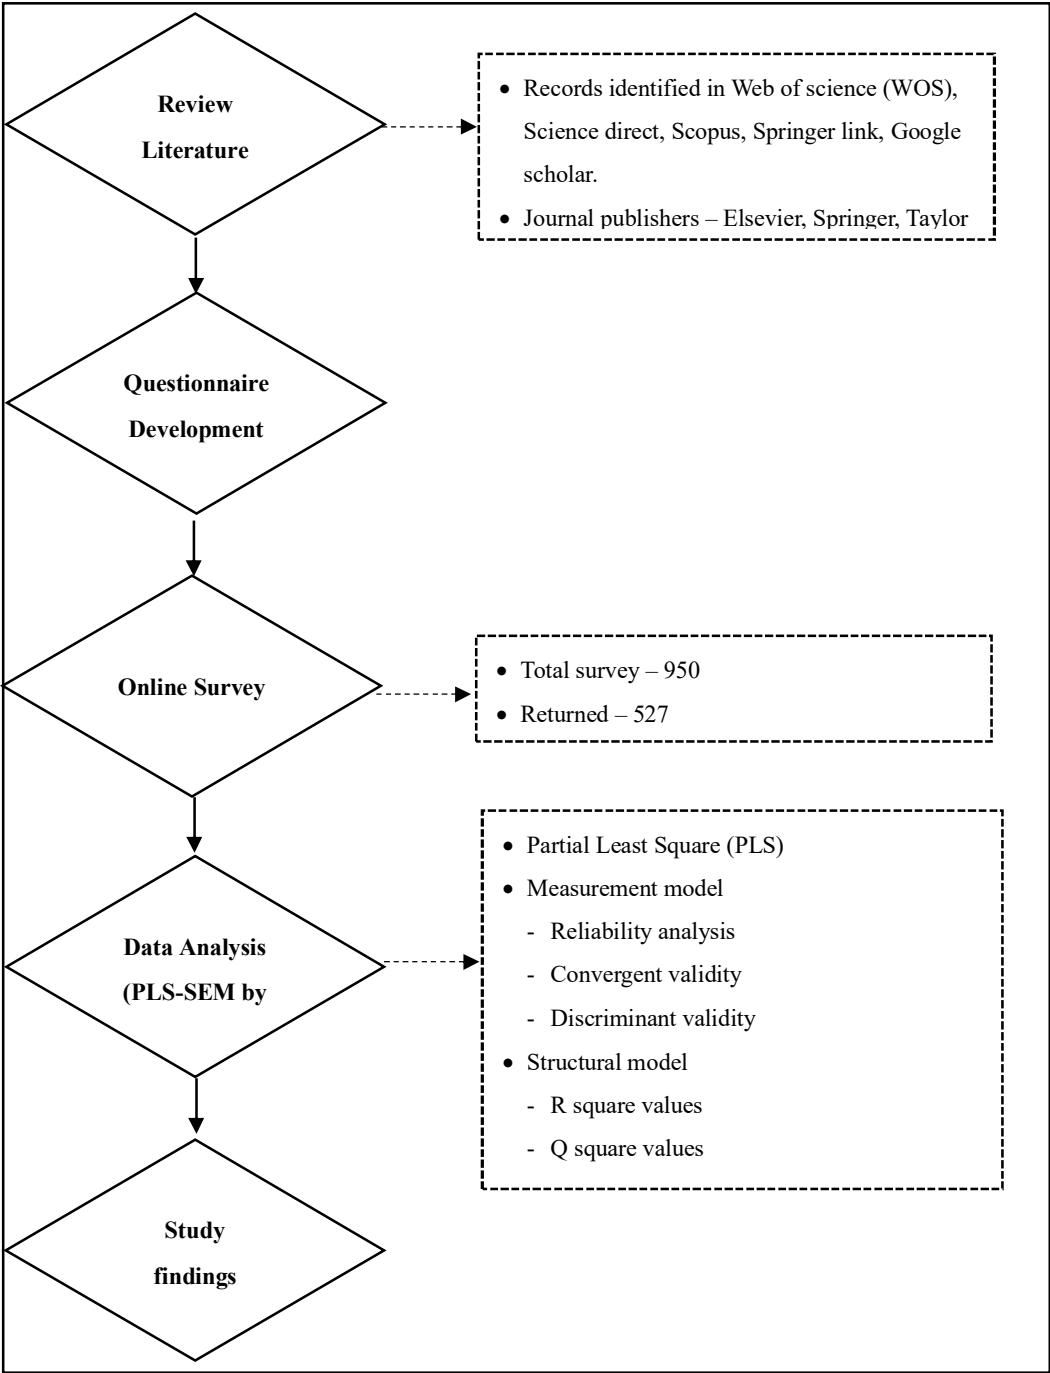 Review
Literature
• Records identified in Web of science (WOS),
Science direct, Scopus, Springer link, Google
scholar.
• Journal publishers – Elsevier, Springer, Taylor
Questionnaire
Development
Online Survey
• Total survey – 950
• Returned – 527
Data Analysis
(PLS-SEM by
• Partial Least Square (PLS)
• Measurement model
- Reliability analysis
- Convergent validity
- Discriminant validity
• Structural model
- R square values
- Q square values
Study
findings